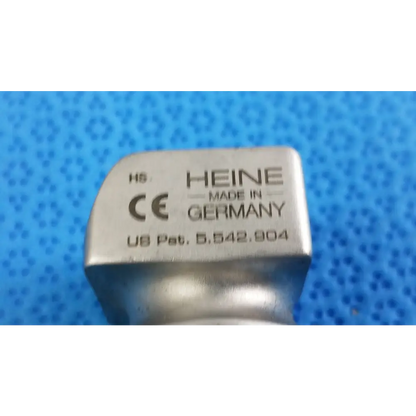 HS.
HEINE
MADE IN
CE
GERMANY
US Pat. 5.542.904